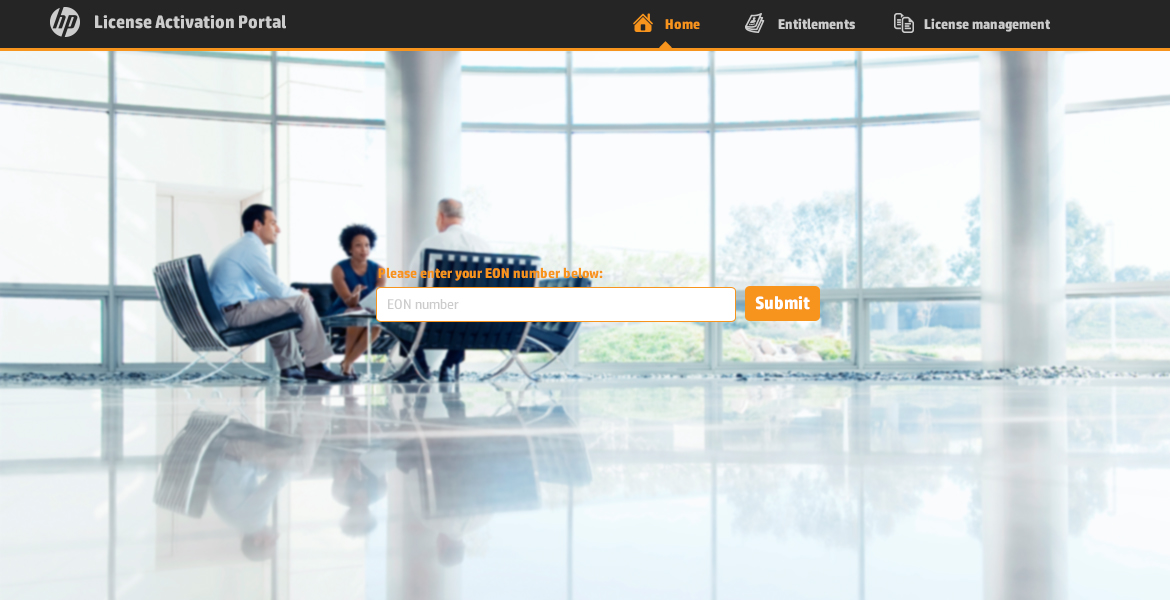 hp License Activation Portal
Home
Entitlements
License management
Please enter your EON number below:
EON number
Submit